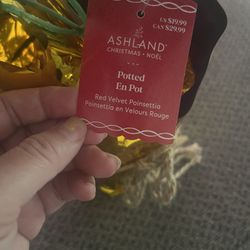 US $19.99
CAN $29.99
ASHLAND
CHRISTMAS • NOËL
Potted
En Pot
Red Velvet Poinsettia
Poinsettia en Velours Rouge